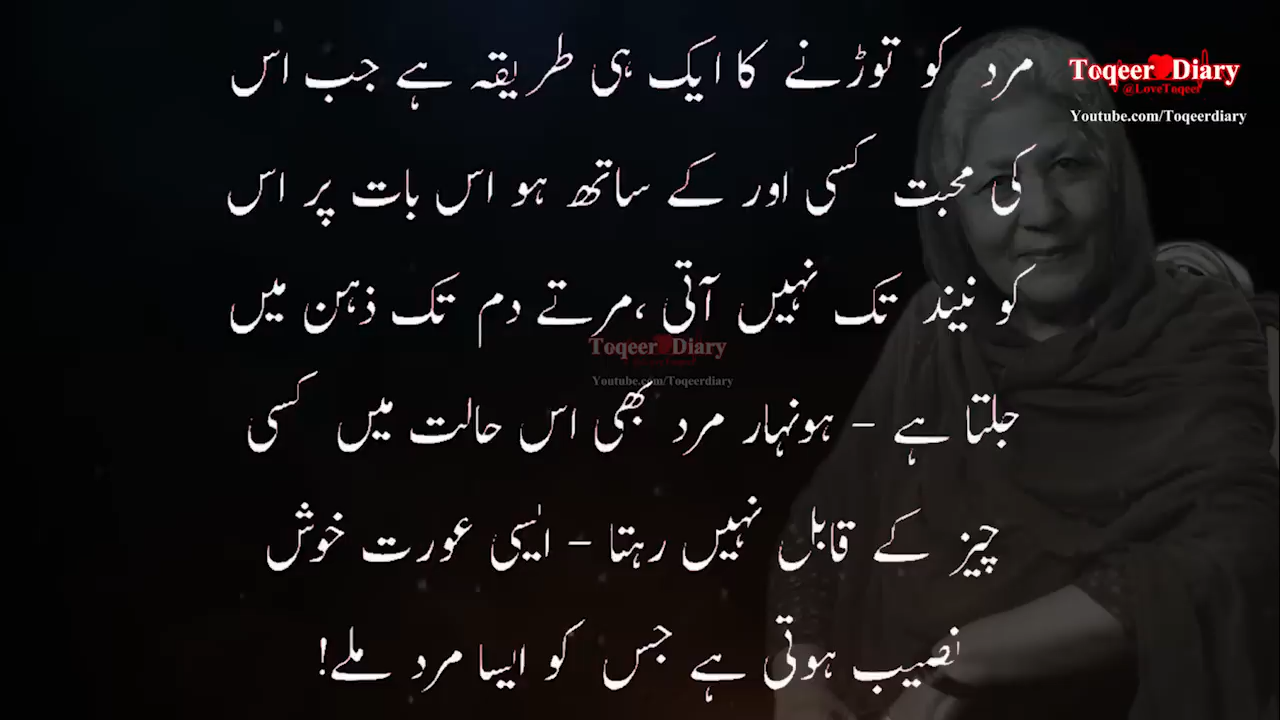 مرد کو توڑنے کا ایک ہی طریقہ ہے جب اس
Toqeer Diary
@LoveToqeer
Youtube.com/Toqeerdiary
کی محبت کسی اور کے ساتھ ہو اس بات پر اس
کو نیند تک نہیں آتی ،مرتے دم تک ذہن میں
Toqeer Diary
Youtube.com/Toqeerdiary
جلتا ہے - ہونہار مرد بھی اس حالت میں کسی
چیز کے قابل نہیں رہتا - ایسی عورت خوش
نصیب ہوتی ہے جس کو ایسا مرد ملے!